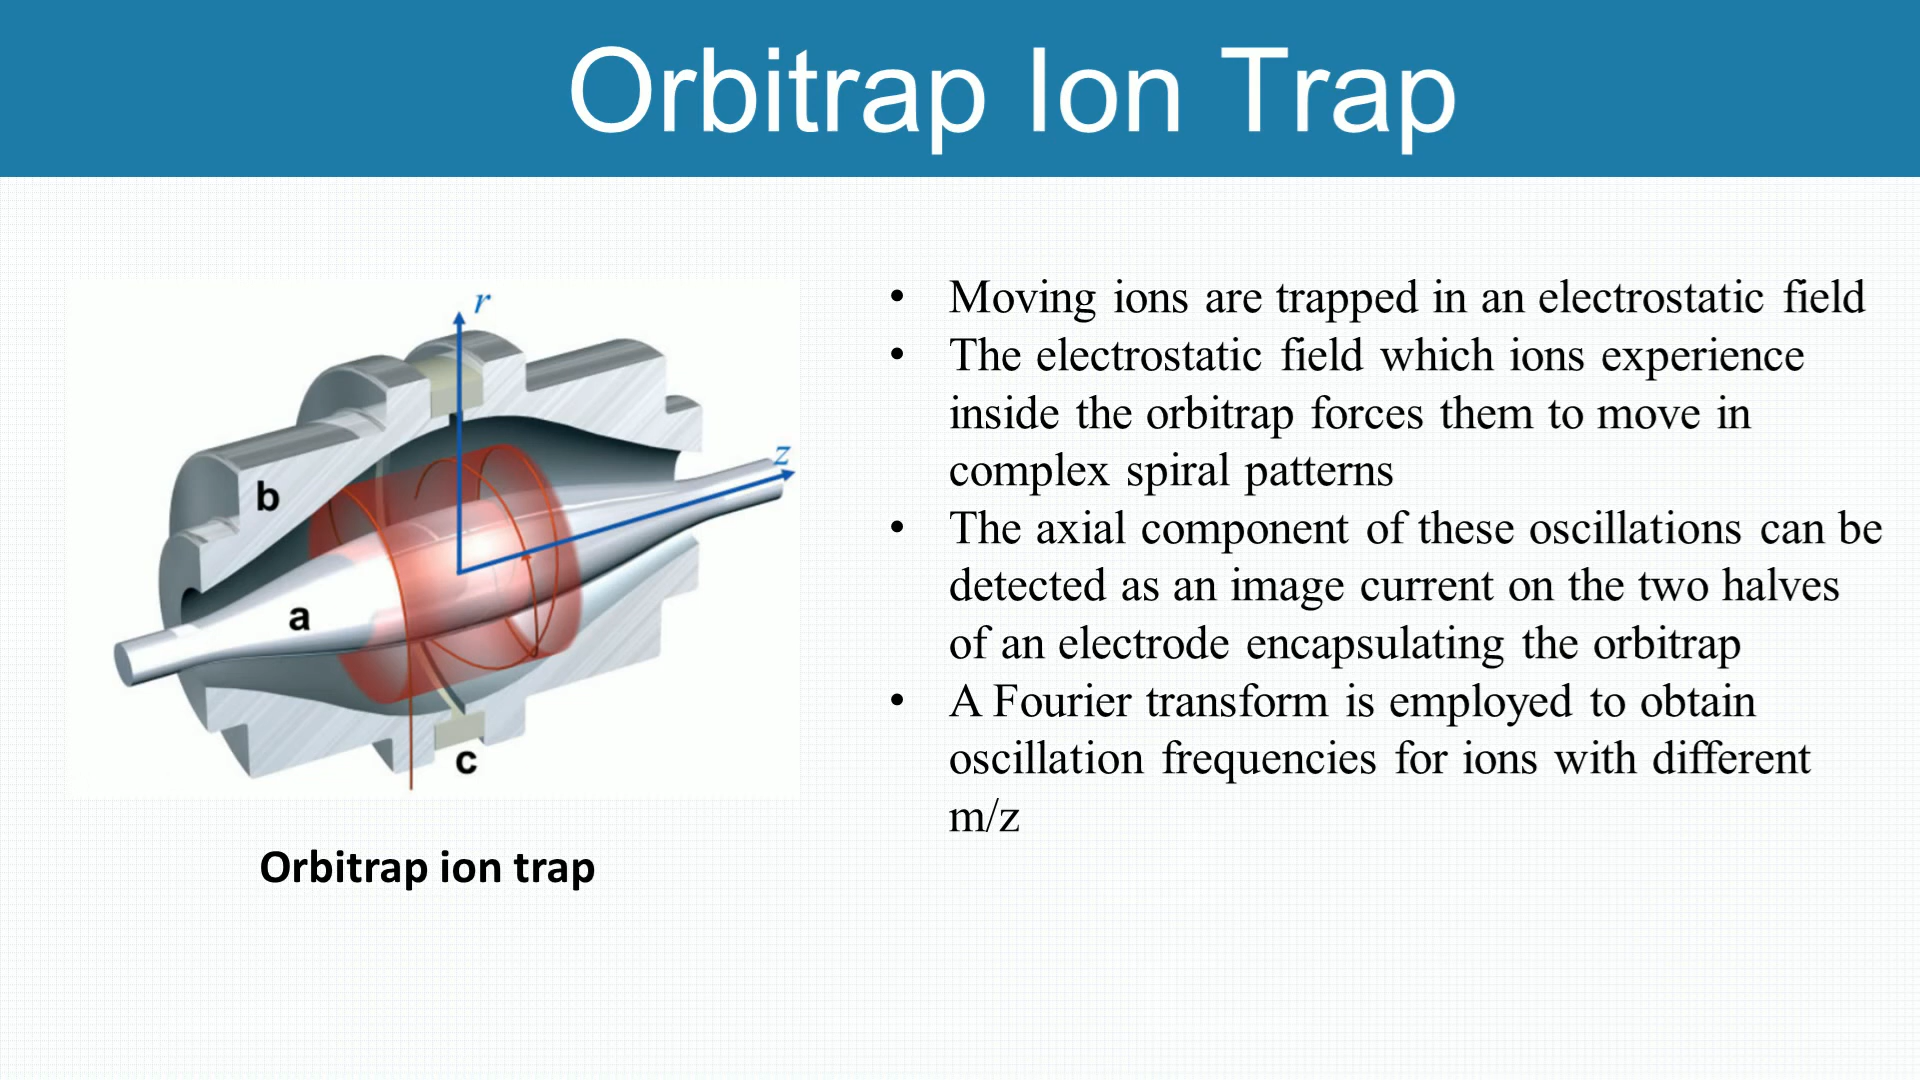 Orbitrap Ion Trap
r
z
b
a
c
Orbitrap ion trap
• Moving ions are trapped in an electrostatic field
• The electrostatic field which ions experience
inside the orbitrap forces them to move in
complex spiral patterns
• The axial component of these oscillations can be
detected as an image current on the two halves
of an electrode encapsulating the orbitrap
• A Fourier transform is employed to obtain
oscillation frequencies for ions with different
m/z